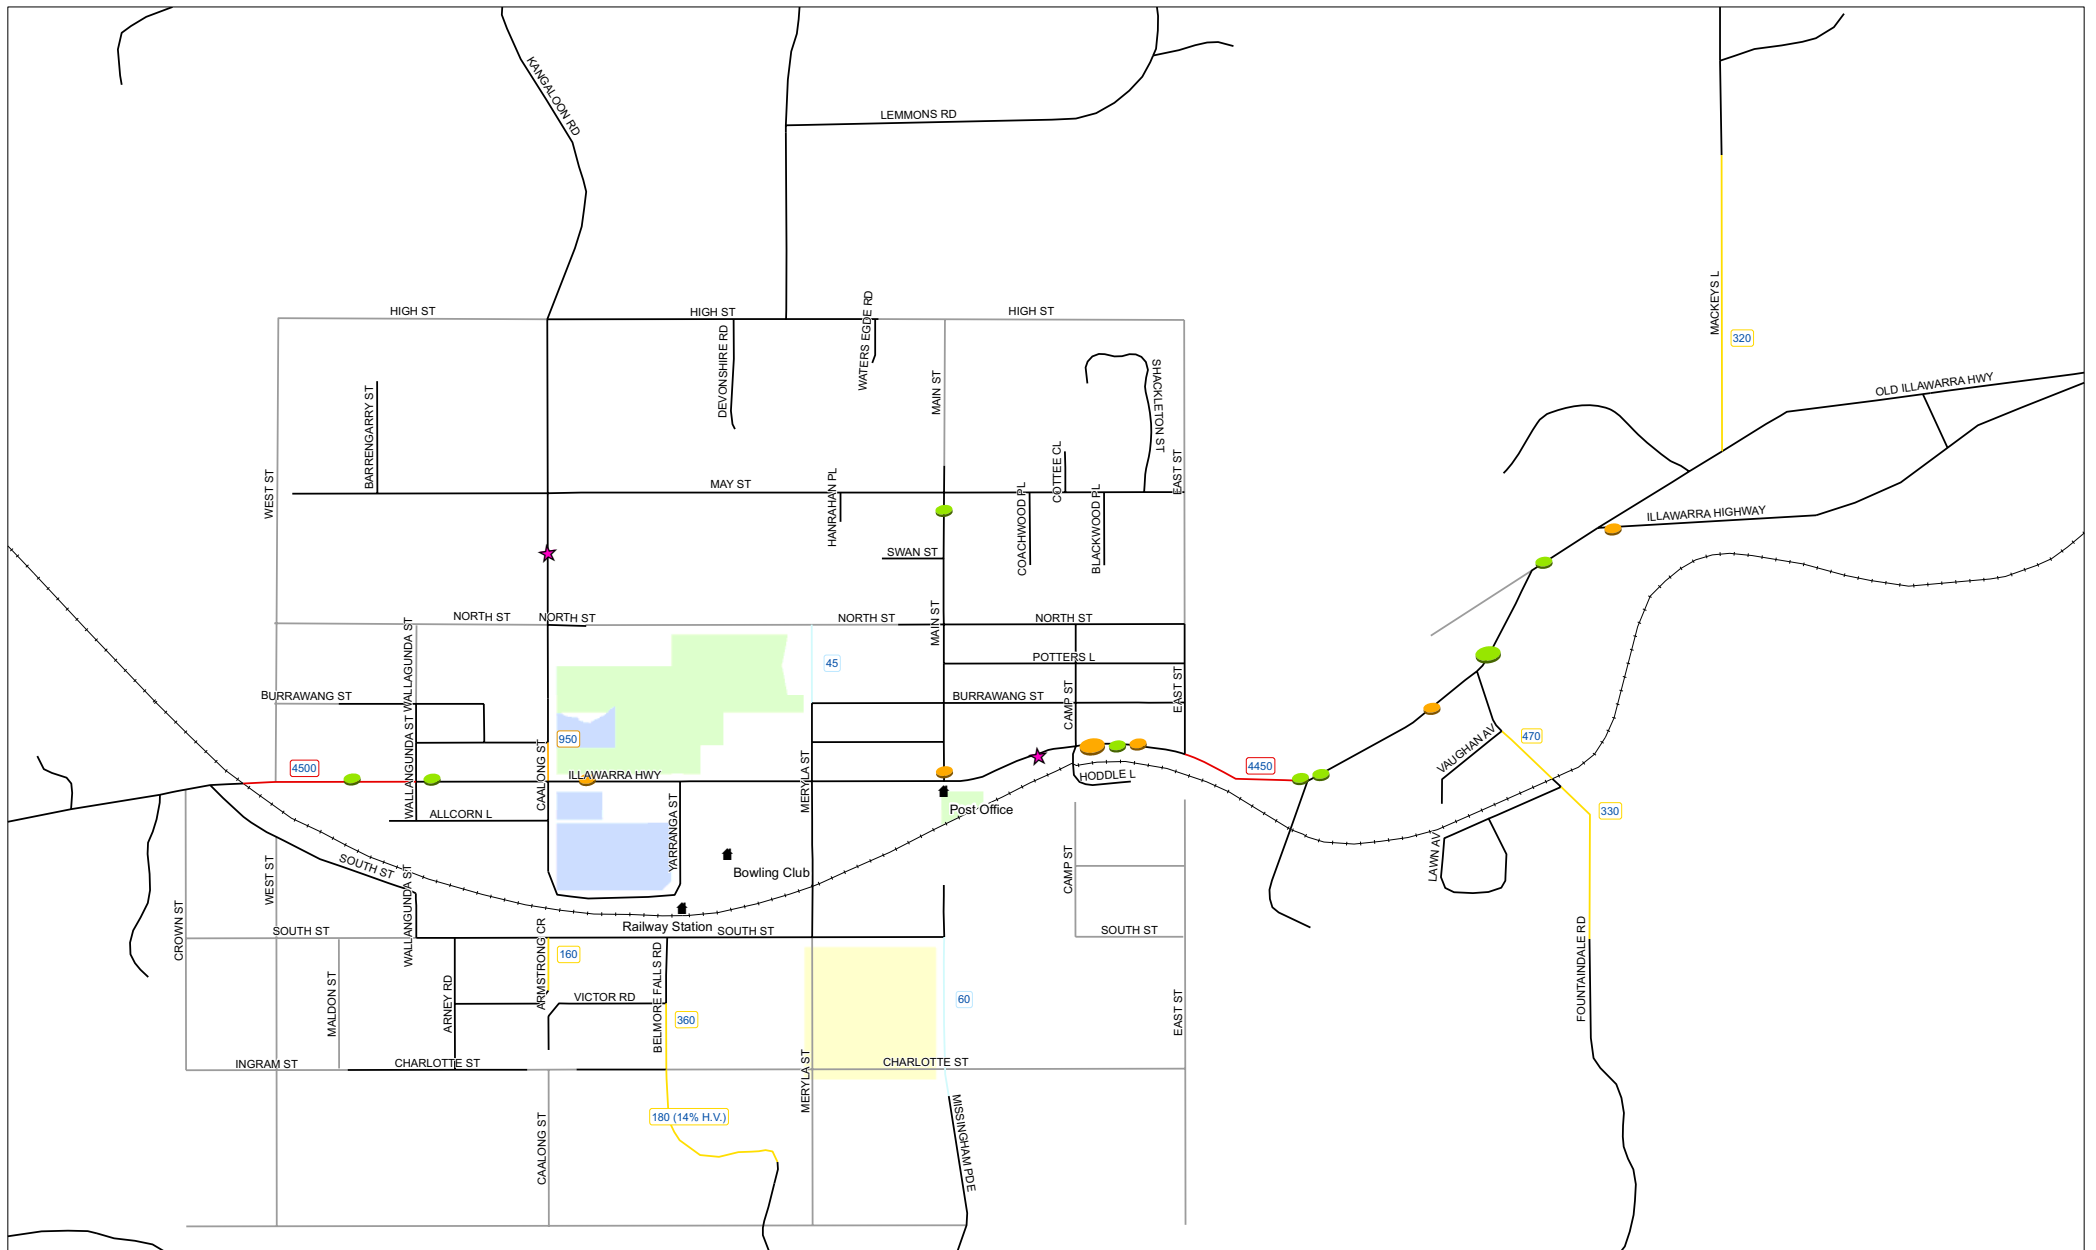 KANGALOON RD
LEMMONS RD
MACKEYS L
320
HIGH ST
HIGH ST
HIGH ST
WATERS EGDE RD
DEVONSHIRE RD
MAIN ST
SHACKLETON ST
OLD ILLAWARRA HWY
BARRENGARRY ST
WEST ST
MAY ST
HANRAHAN PL
COTTEE CL
COACHWOOD PL
BLACKWOOD PL
EAST ST
ILLAWARRA HIGHWAY
SWAN ST
NORTH ST
NORTH ST
NORTH ST
NORTH ST
MAIN ST
WALLAGUNDA ST
45
POTTERS L
BURRAWANG ST
BURRAWANG ST
CAMP ST
EAST ST
WALLANGUNDA ST
950
470
VAUGHAN AV
4500
CAALONG ST
ILLAWARRA HWY
MERYLA ST
HODDLE L
4450
ALLCORN L
YARRANGA ST
Post Office
330
SOUTH ST
Bowling Club
LAWN AV
WEST ST
WALLANGUNDA ST
CAMP ST
CROWN ST
SOUTH ST
Railway Station
SOUTH ST
SOUTH ST
FOUNTAINDALE RD
MALDON ST
ARNEY RD
ARMSTRONG CR
160
VICTOR RD
BELMORE FALLS RD
360
60
EAST ST
INGRAM ST
CHARLOTTE ST
MERYLA ST
CHARLOTTE ST
180 (14% H.V.)
CAALONG ST
MISSINGHAM PDE